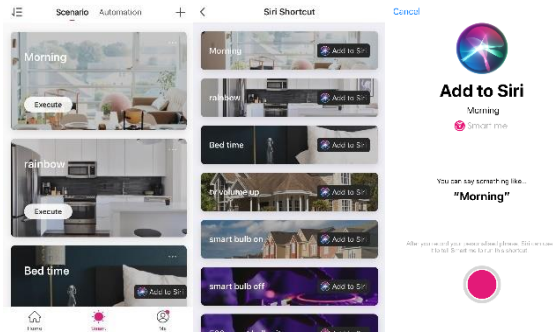 Scenario Automation
Morning
Execute
rainbow
Execute
Bed time
Add to Siri
Home
Me
Siri Shortcut
Morning
Add to Siri
rainbow
Add to Siri
Bed time
Add to Siri
tv volume up
Add to Siri
smart bulb on
Add to Siri
smart bulb off
Add to Siri
Cancel
Add to Siri
Morning
Smart me
You can say something like...
“Morning”